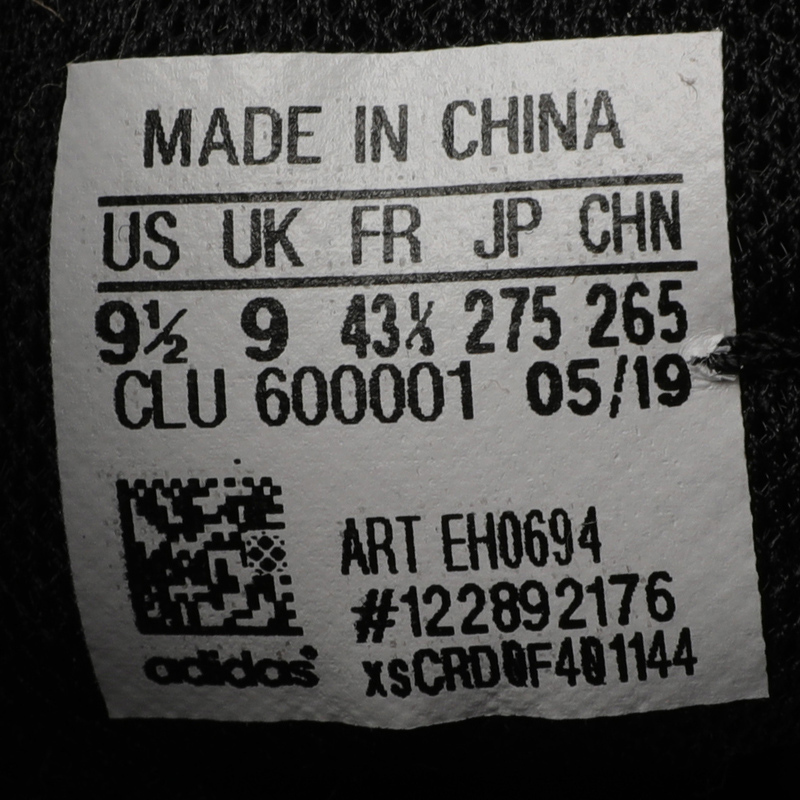 MADE IN CHINA
US UK FR JP CHN
9½ 9 43⅓ 275 265
CLU 600001 05/19
ART EH0694
#122892176
xsCRD0F401144
adidas